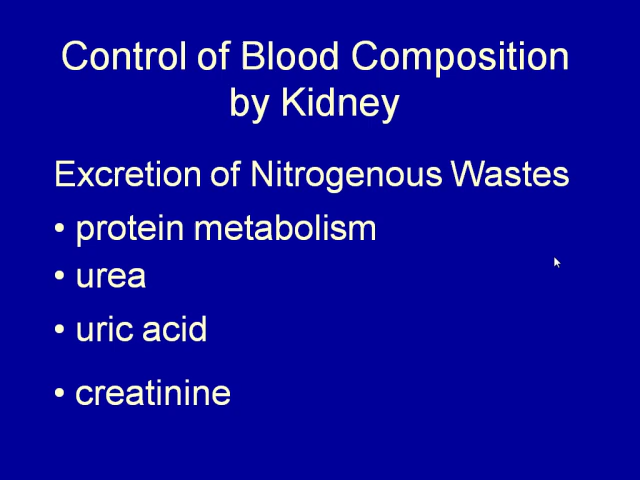 Control of Blood Composition
by Kidney
Excretion of Nitrogenous Wastes
• protein metabolism
• urea
• uric acid
• creatinine